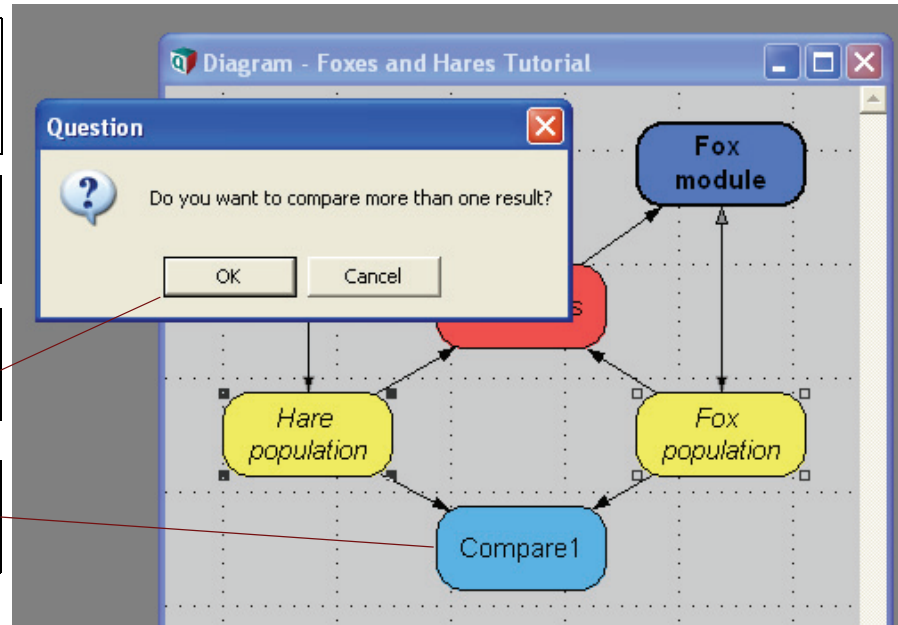 Diagram - Foxes and Hares Tutorial
Question
Do you want to compare more than one result?
OK
Cancel
Fox
module
s
Hare
population
Fox
population
Compare1